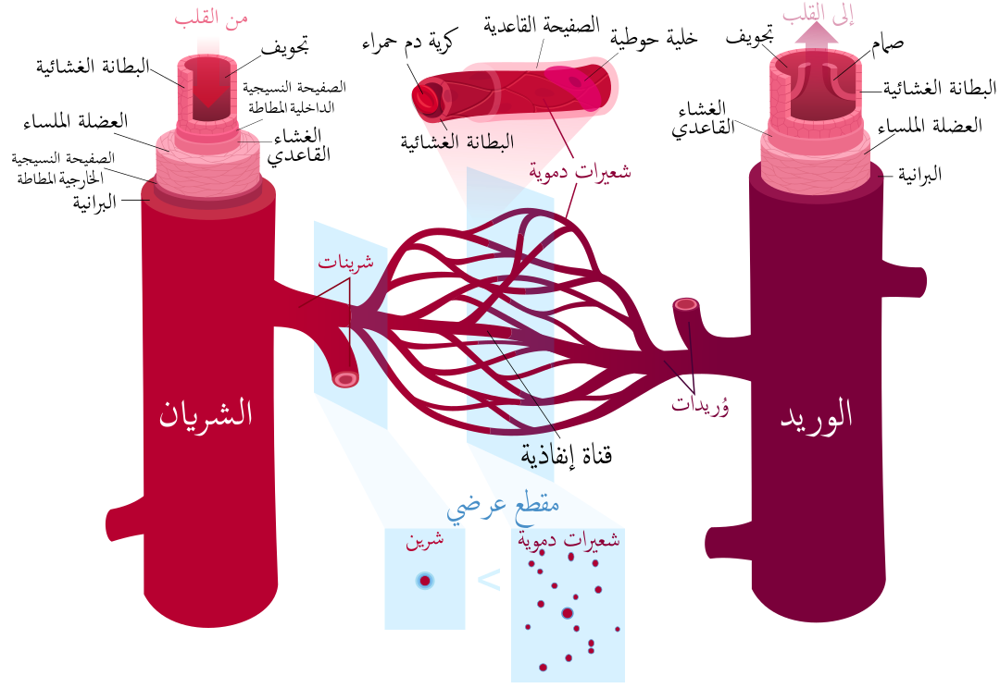 من القلب
تجويف
البطانة الغشائية
الصفيحة النسيجية
الداخلية المطاطة
العضلة الملساء
الغشاء
القاعدي
الصفيحة النسيجية
الخارجية المطاطة
البرانية
الصفيحة القاعدية
كرية دم حمراء
خلية حوطية
البطانة الغشائية
شعيرات دموية
إلى القلب
تجويف
صمام
البطانة الغشائية
الغشاء
القاعدي
العضلة الملساء
البرانية
شرينات
الشريان
وُريدات
الوريد
قناة إنفاذية
مقطع عرضي
شرين
<
شعيرات دموية